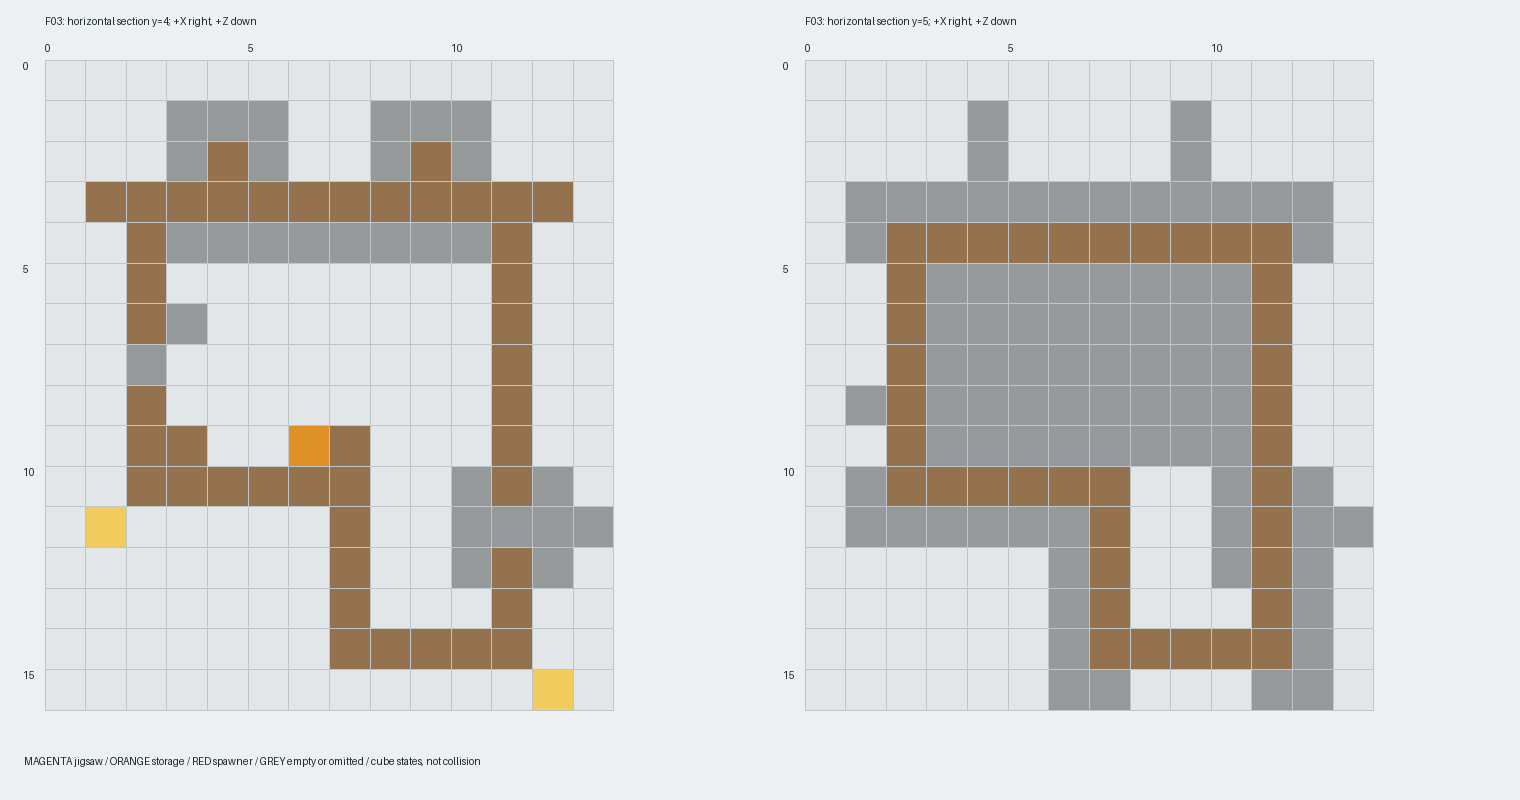 F03: horizontal section y=4; +X right, +Z down
F03: horizontal section y=5; +X right, +Z down
0 5 10
0 5 10
0 0
5 5
10 10
15 15
MAGENTA jigsaw / ORANGE storage / RED spawner / GREY empty or omitted / cube states, not collision